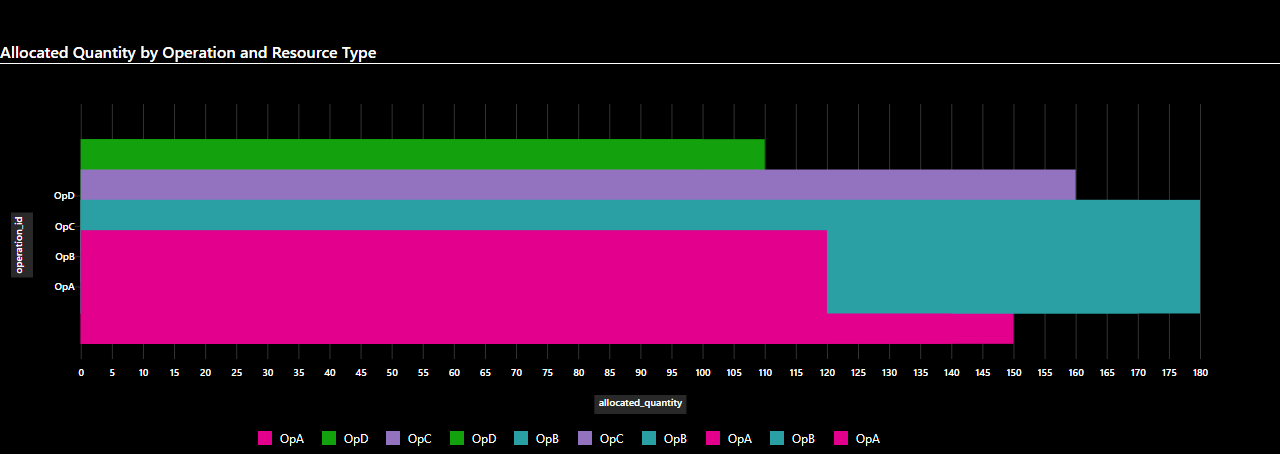 Allocated Quantity by Operation and Resource Type
OpD
OpC
OpB
OpA
operation_id
0 5 10 15 20 25 30 35 40 45 50 55 60 65 70 75 80 85 90 95 100 105 110 115 120 125 130 135 140 145 150 155 160 165 170 175 180
allocated_quantity
OpA OpD OpC OpD OpB OpC OpB OpA OpB OpA